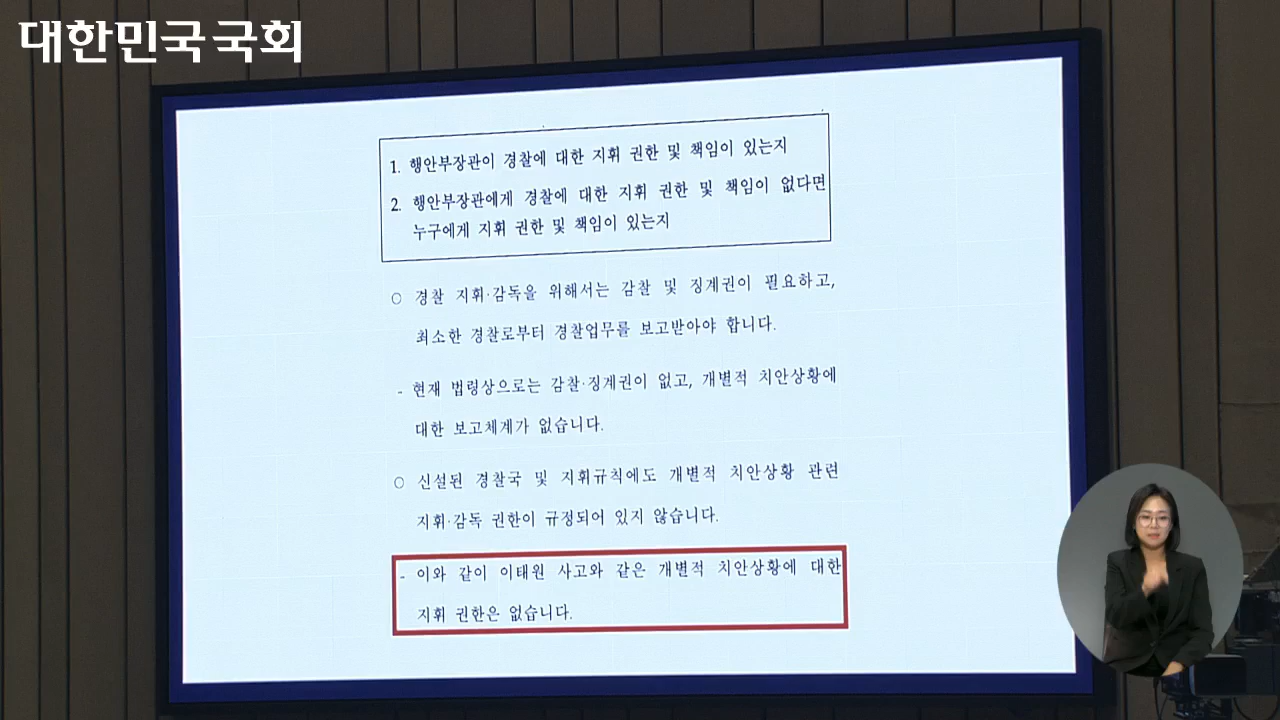 대한민국국회
1. 행안부장관이 경찰에 대한 지휘 권한 및 책임이 있는지
2. 행안부장관에게 경찰에 대한 지휘 권한 및 책임이 없다면
누구에게 지휘 권한 및 책임이 있는지
○ 경찰 지휘·감독을 위해서는 감찰 및 징계권이 필요하고,
최소한 경찰로부터 경찰업무를 보고받아야 합니다.
- 현재 법령상으로는 감찰·징계권이 없고, 개별적 치안상황에
대한 보고체계가 없습니다.
○ 신설된 경찰국 및 지휘규칙에도 개별적 치안상황 관련
지휘·감독 권한이 규정되어 있지 않습니다.
- 이와 같이 이태원 사고와 같은 개별적 치안상황에 대한
지휘 권한은 없습니다.